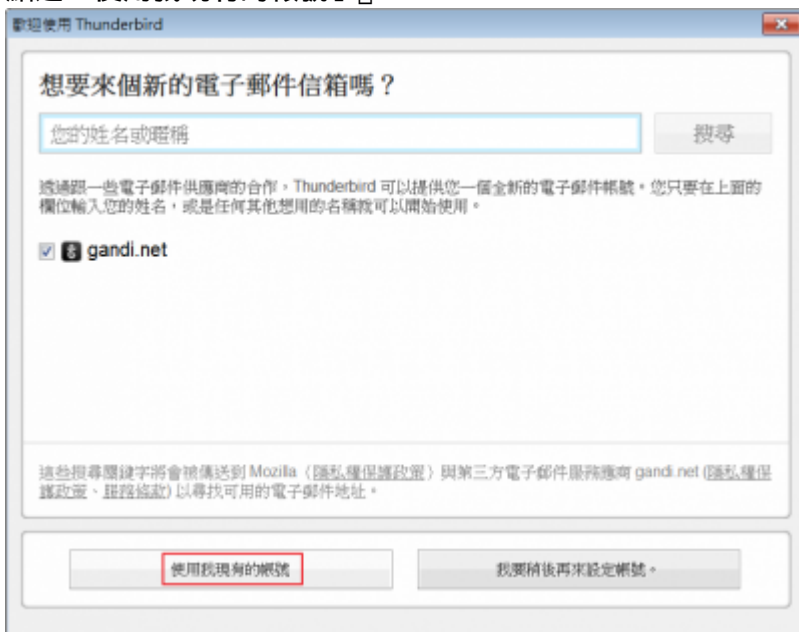 歡迎使用 Thunderbird
想要來個新的電子郵件信箱嗎？
您的姓名或暱稱
搜尋
透過跟一些電子郵件供應商的合作，Thunderbird 可以提供您一個全新的電子郵件帳號。您只要在上面的
欄位輸入您的姓名，或是任何其他想用的名稱就可以開始使用。
gandi.net
這些搜尋關鍵字將會被傳送到 Mozilla（隱私權保護政策）與第三方電子郵件服務應商 gandi.net (隱私權保
護政策、服務條款) 以尋找可用的電子郵件地址。
使用我現有的帳號
我要稍後再來設定帳號。